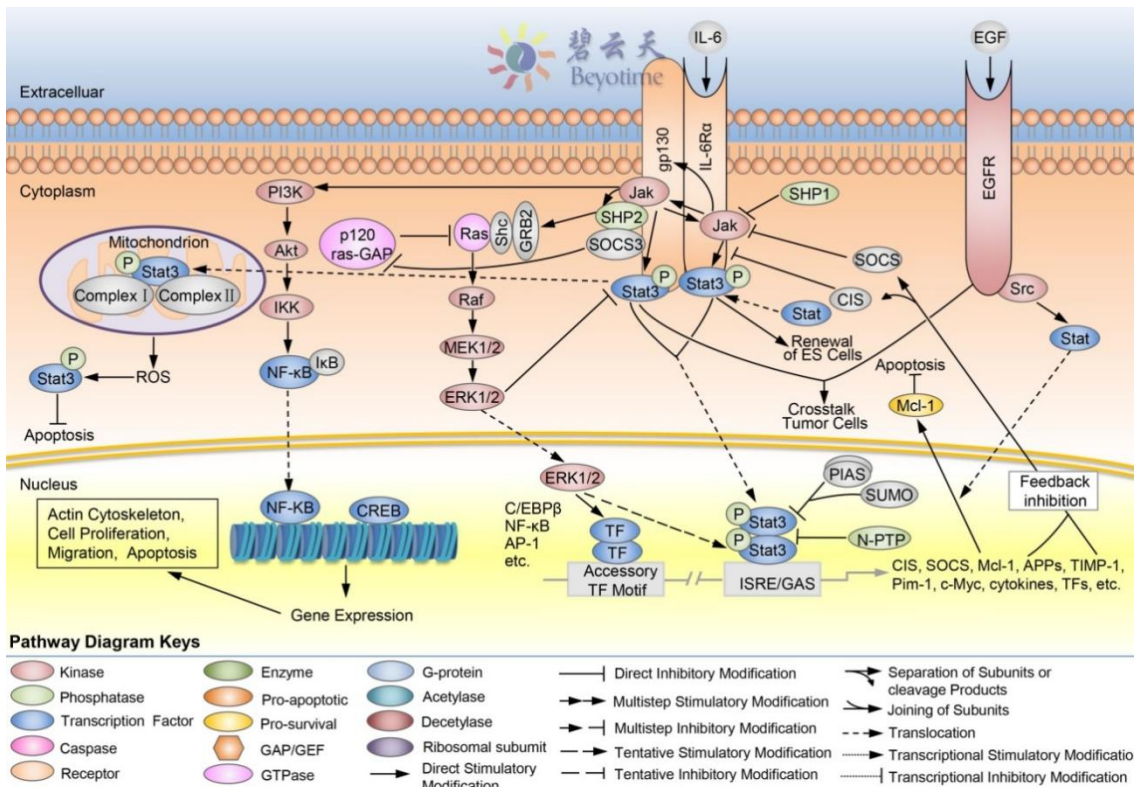 碧云天
Beyotime
IL-6
EGF
Extracelluar
gp130
IL-6Rα
EGFR
Cytoplasm
PI3K
Jak
SHP1
Ras
Shc
GRB2
SHP2
Jak
p120
ras-GAP
SOCS3
Mitochondrion
Akt
SOCS
P
Stat3
P
Stat3
Stat3
P
CIS
Src
Complex I
Complex II
IKK
Raf
Stat
Renewal
of ES Cells
Stat
MEK1/2
P
Stat3
ROS
NF-κB
IκB
Apoptosis
ERK1/2
Crosstalk
Tumor Cells
Mcl-1
Apoptosis
Nucleus
ERK1/2
PIAS
SUMO
Feedback
inhibition
Actin Cytoskeleton,
Cell Proliferation,
Migration, Apoptosis
NF-KB
CREB
C/EBPβ
NF-κB
AP-1
etc.
TF
TF
P
Stat3
P
Stat3
N-PTP
Accessory
TF Motif
ISRE/GAS
CIS, SOCS, Mcl-1, APPs, TIMP-1,
Pim-1, c-Myc, cytokines, TFs, etc.
Gene Expression
Pathway Diagram Keys
Kinase
Phosphatase
Transcription Factor
Caspase
Receptor
Enzyme
Pro-apoptotic
Pro-survival
GAP/GEF
GTPase
G-protein
Acetylase
Decetylase
Ribosomal subunit
Direct Stimulatory
Modification
Direct Inhibitory Modification
Multistep Stimulatory Modification
Multistep Inhibitory Modification
Tentative Stimulatory Modification
Tentative Inhibitory Modification
Separation of Subunits or
cleavage Products
Joining of Subunits
Translocation
Transcriptional Stimulatory Modificatio
Transcriptional Inhibitory Modification